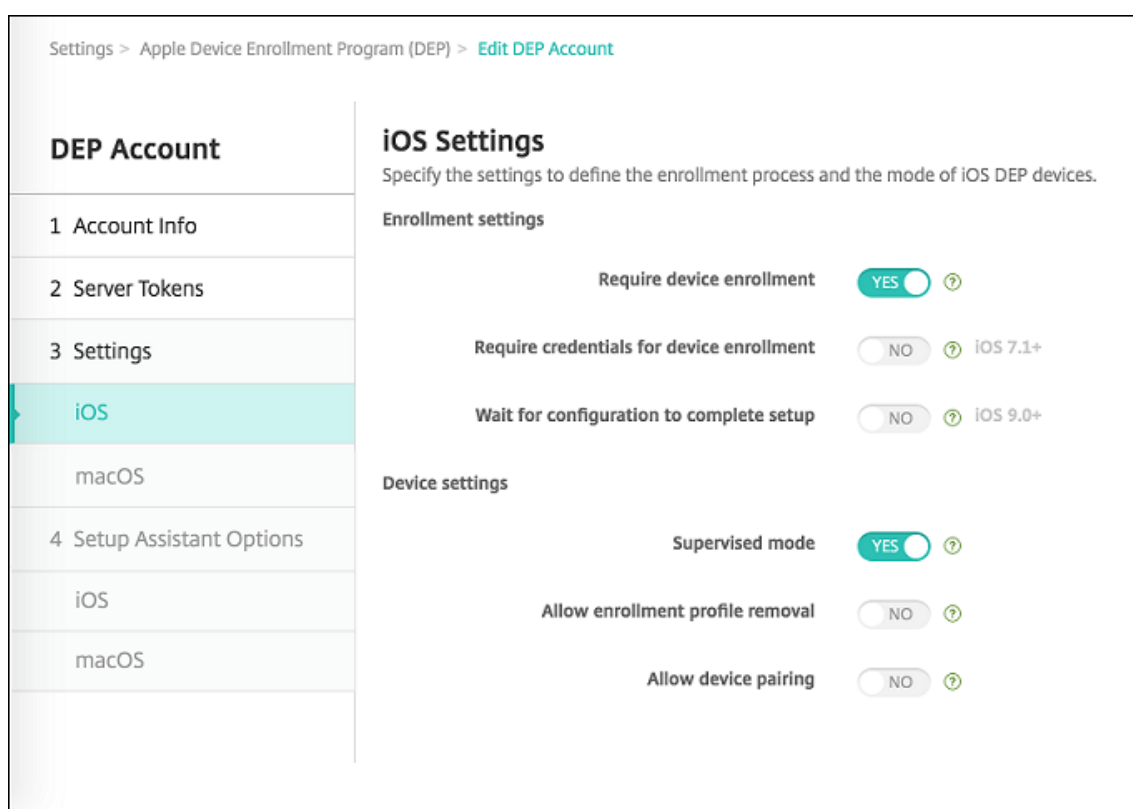 Settings > Apple Device Enrollment Program (DEP) > Edit DEP Account
DEP Account
1 Account Info
2 Server Tokens
3 Settings
iOS
macOS
4 Setup Assistant Options
iOS
macOS
iOS Settings
Specify the settings to define the enrollment process and the mode of iOS DEP devices.
Enrollment settings
Require device enrollment YES ?
Require credentials for device enrollment NO ? iOS 7.1+
Wait for configuration to complete setup NO ? iOS 9.0+
Device settings
Supervised mode YES ?
Allow enrollment profile removal NO ?
Allow device pairing NO ?